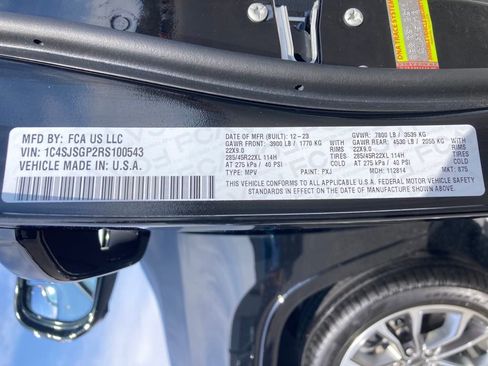 DNA TRACE SYSTEM
MFD BY: FCA US LLC
VIN: 1C4SJSGP2RS100543
VEHICLE MADE IN: U.S.A.
DATE OF MFR (BUILT): 12-23 GVWR: 7800 LB / 3539 KG
GAWR FRONT: 3900 LB / 1770 KG WITH GAWR REAR: 4530 LB / 2055 KG WITH
22X9.0 RIMS 22X9.0 RIMS
285/45R22XL 114H TIRES 285/45R22XL 114H TIRES
AT 275 kPa / 40 PSI COLD AT 275 kPa / 40 PSI COLD
TYPE: MPV PAINT: PXJ MDH: 112814 MKT: 875
THIS VEHICLE CONFORMS TO ALL APPLICABLE U.S.A. FEDERAL MOTOR VEHICLE SAFETY
STANDARDS IN EFFECT ON THE DATE OF MANUFACTURE SHOWN ABOVE.